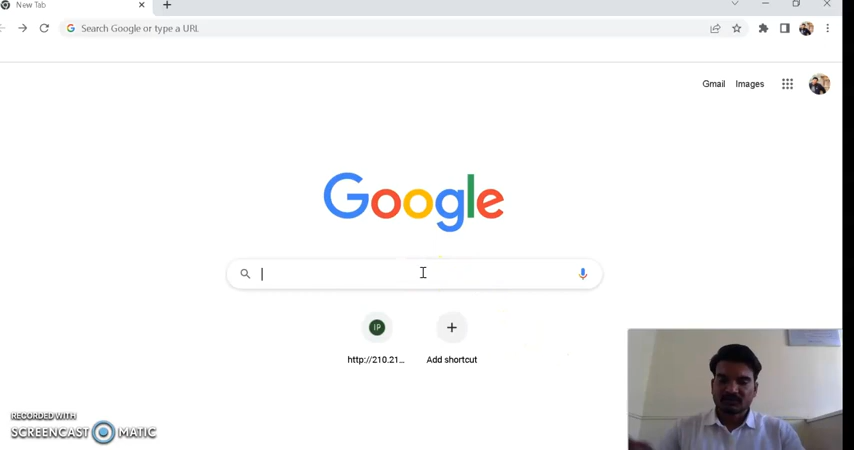 New Tab
Search Google or type a URL
Gmail Images
Google
IP
http://210.21...
Add shortcut
RECORDED WITH
SCREENCAST MATIC